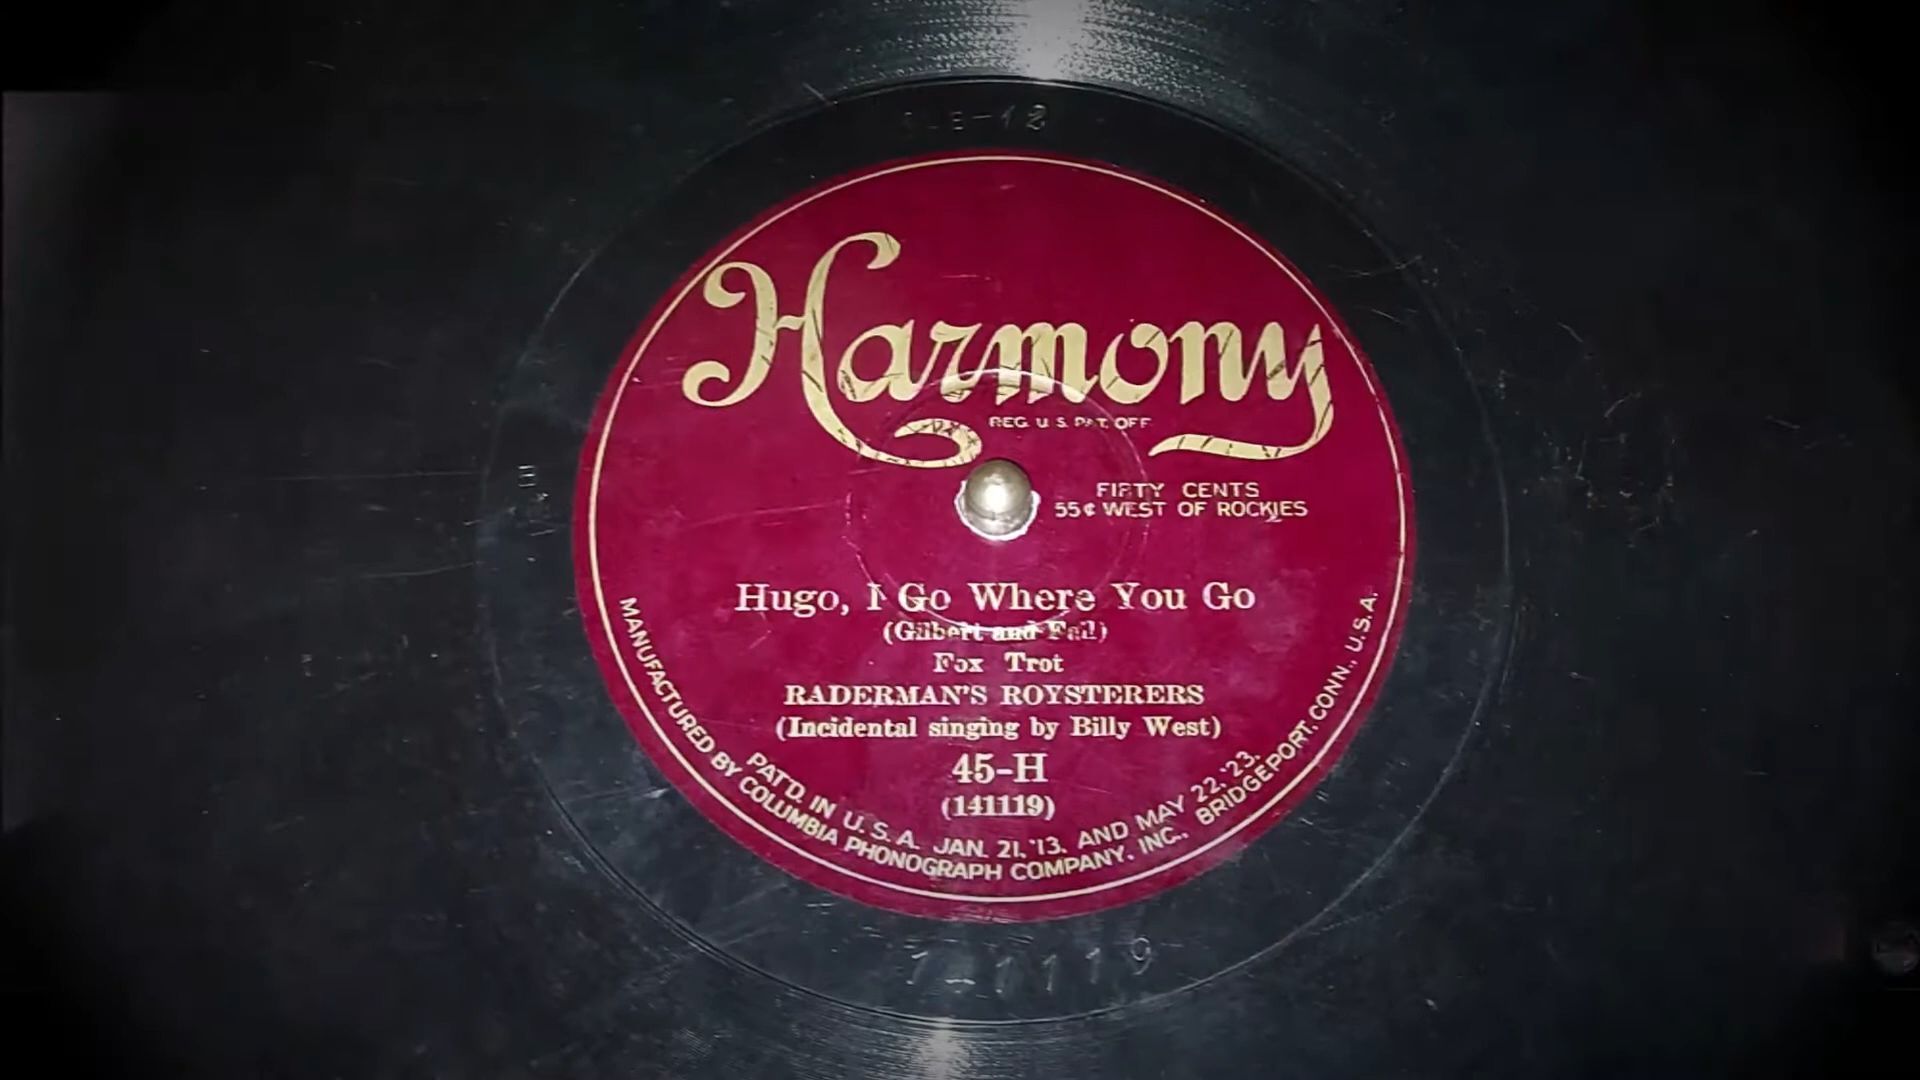 Harmony
REG. U.S. PAT. OFF.
FIFTY CENTS
55¢ WEST OF ROCKIES
Hugo, I Go Where You Go
(Gilbert and Fall)
Fox Trot
RADERMAN'S ROYSTERERS
(Incidental singing by Billy West)
45-H
(141119)
PAT'D. IN U.S.A. JAN. 21,'13. AND MAY 22,'23.
MANUFACTURED BY COLUMBIA PHONOGRAPH COMPANY, INC., BRIDGEPORT, CONN., U.S.A.